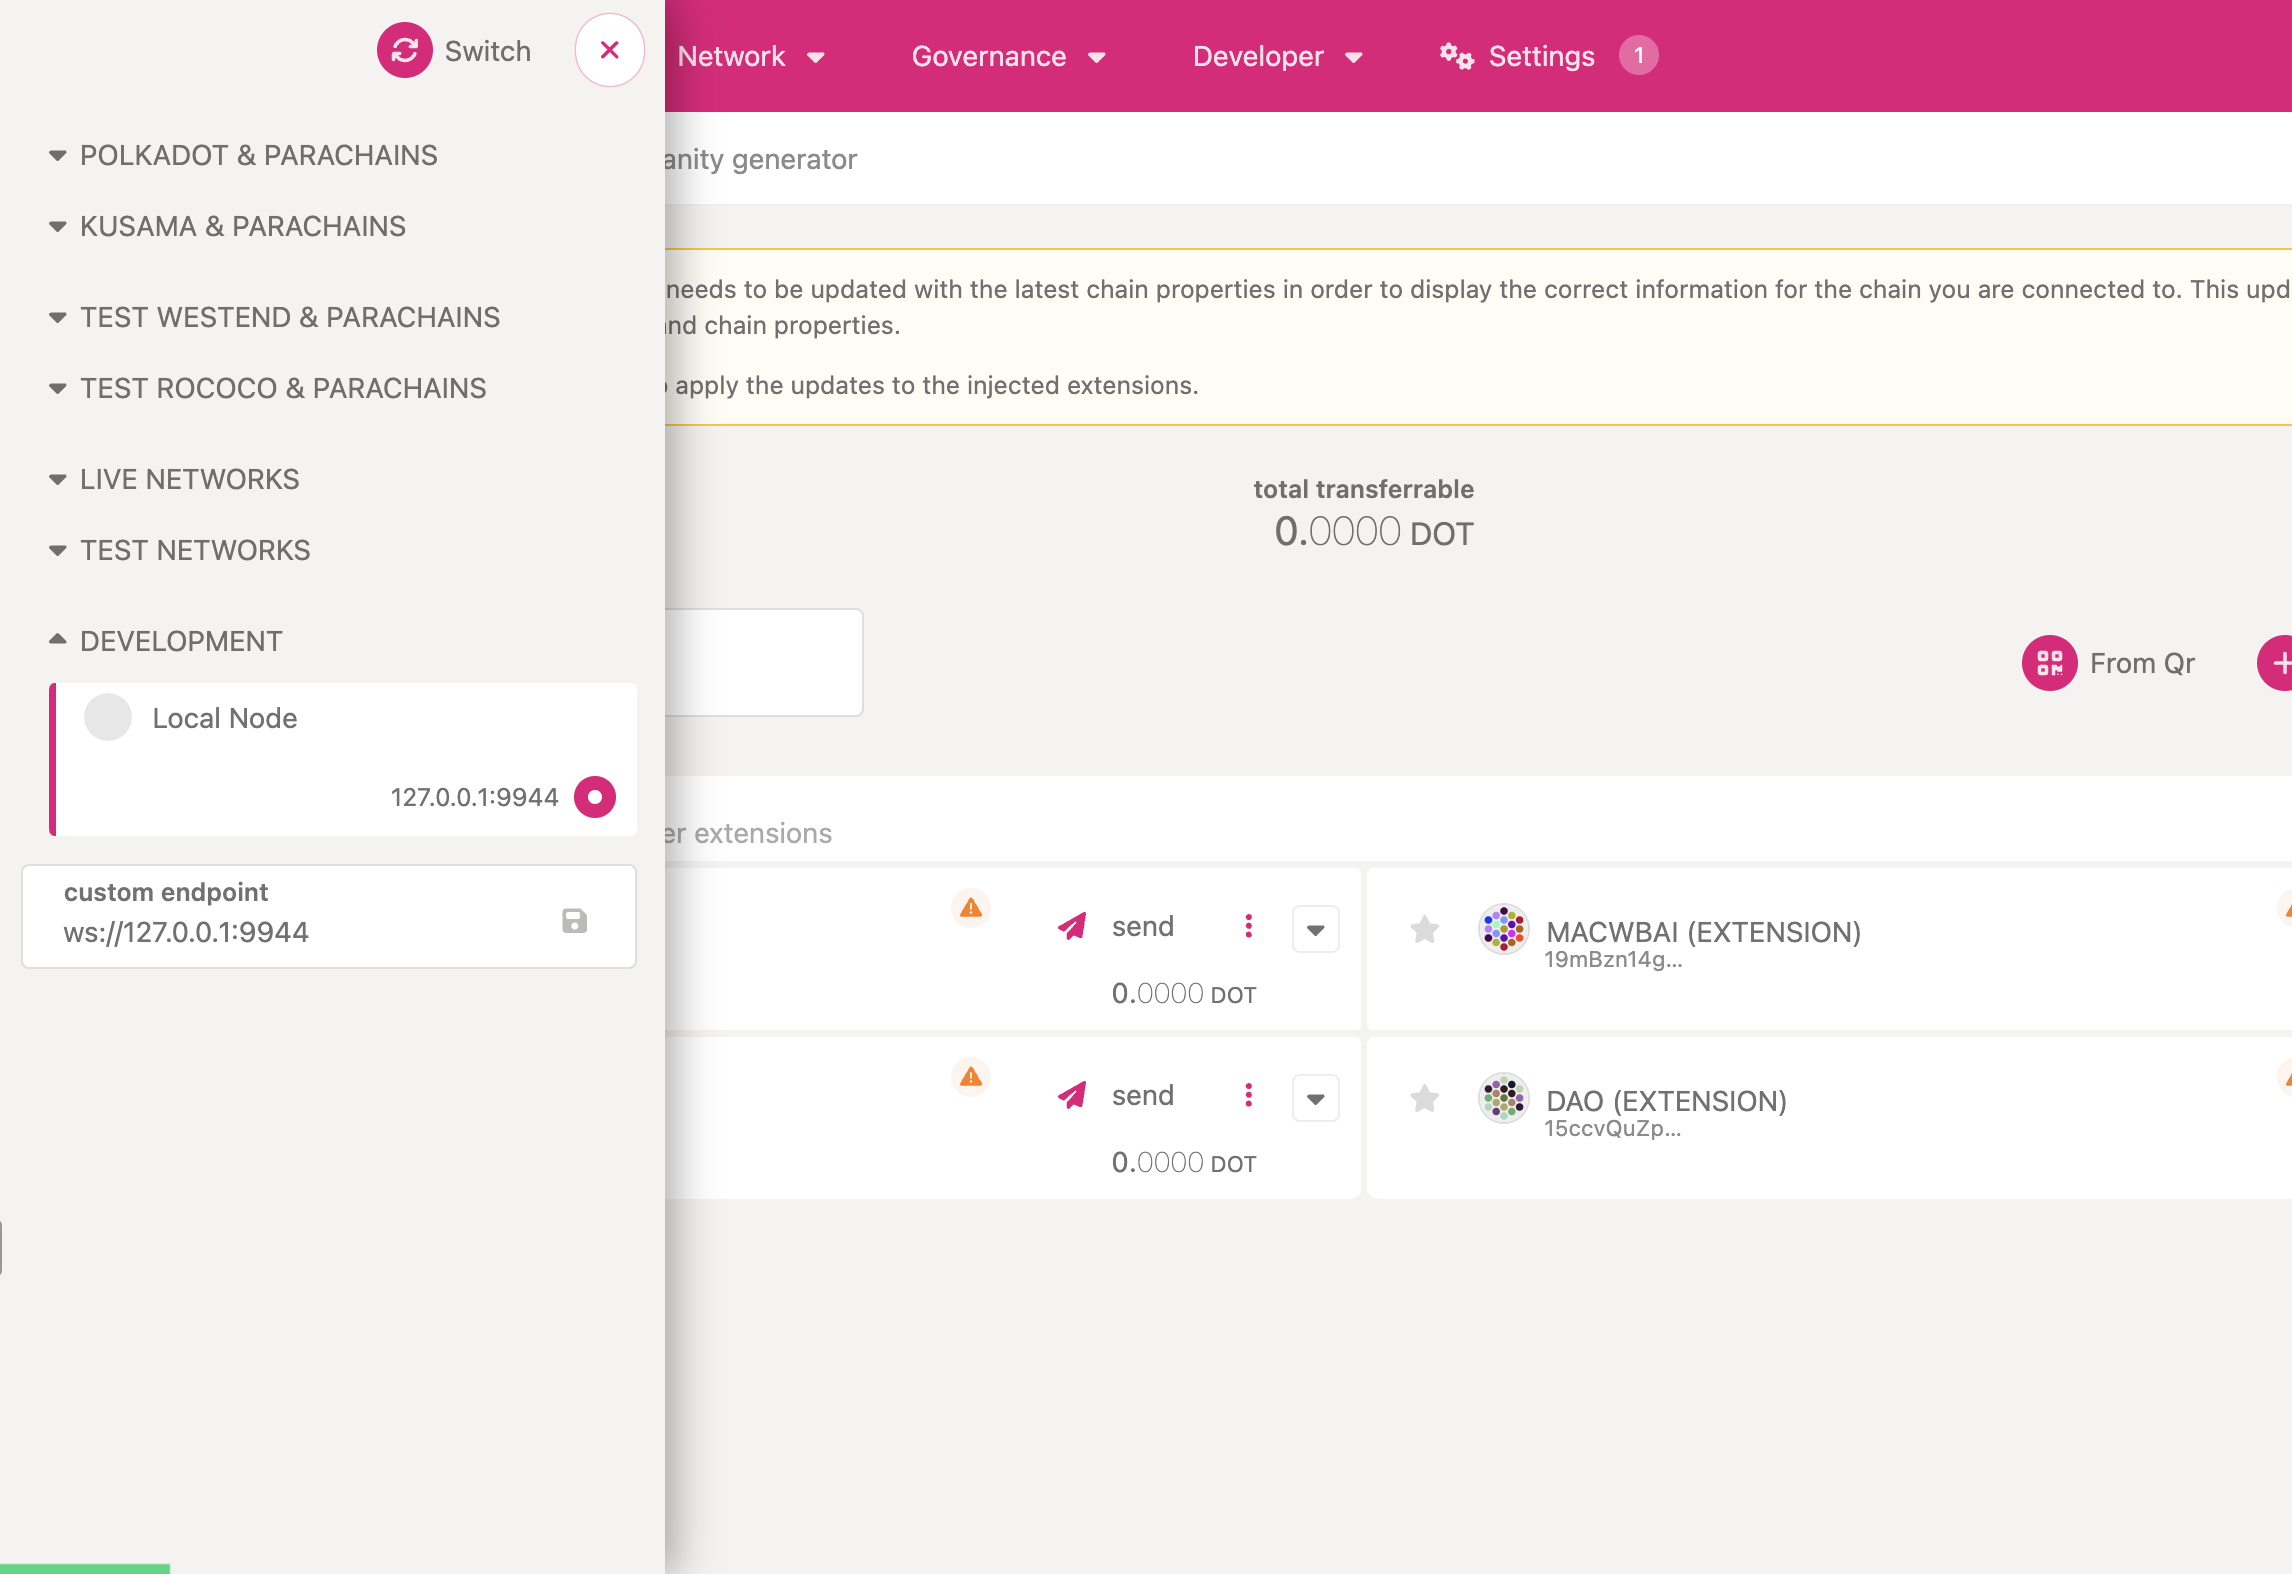 Switch
POLKADOT & PARACHAINS
KUSAMA & PARACHAINS
TEST WESTEND & PARACHAINS
TEST ROCOCO & PARACHAINS
LIVE NETWORKS
TEST NETWORKS
DEVELOPMENT
Local Node
127.0.0.1:9944
custom endpoint
ws://127.0.0.1:9944
Network
Governance
Developer
Settings
1
anity generator
needs to be updated with the latest chain properties in order to display the correct information for the chain you are connected to. This upd
nd chain properties.
apply the updates to the injected extensions.
total transferrable
0.0000 DOT
From Qr
er extensions
send
0.0000 DOT
MACWBAI (EXTENSION)
19mBzn14g...
send
0.0000 DOT
DAO (EXTENSION)
15ccvQuZp...